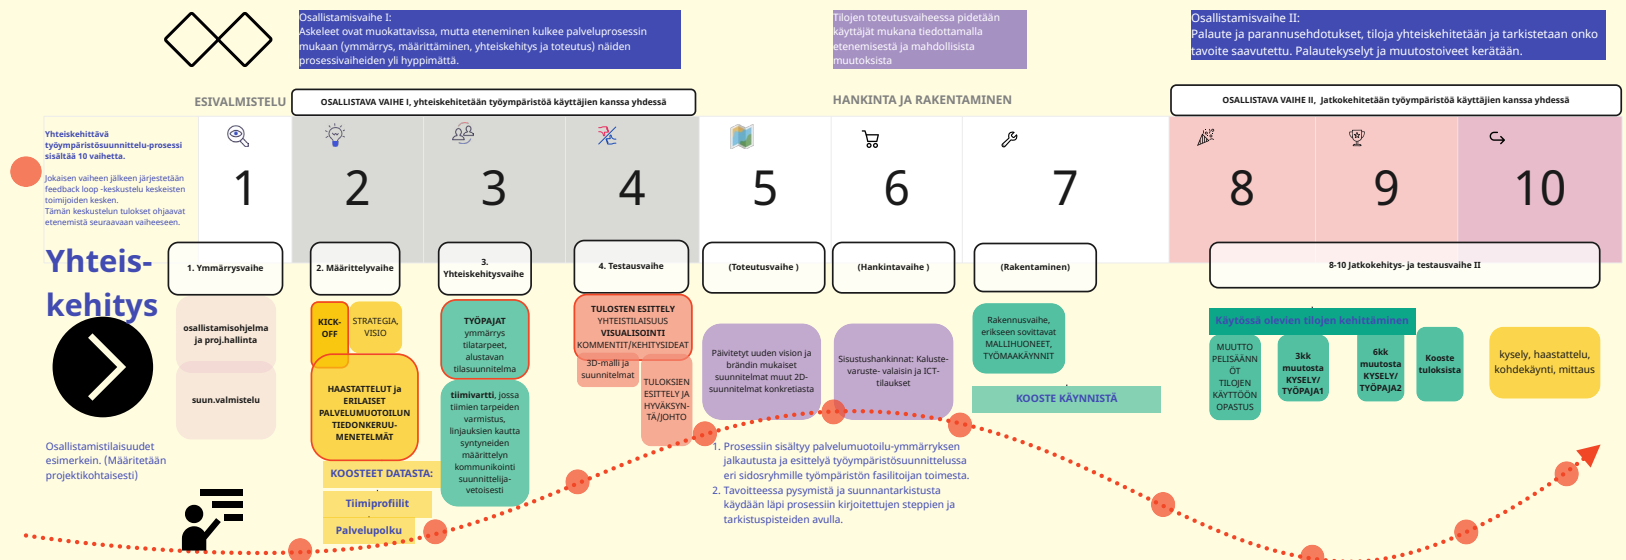 Osallistamisvaihe I:
Askeleet ovat muokattavissa, mutta eteneminen kulkee palveluprosessin
mukaan (ymmärrys, määrittäminen, yhteiskehitys ja toteutus) näiden
prosessivaiheiden yli hyppimättä.
Tilojen toteutusvaiheessa pidetään
käyttäjät mukana tiedottamalla
etenemisestä ja mahdollisista
muutoksista
Osallistamisvaihe II:
Palaute ja parannusehdotukset, tiloja yhteiskehitetään ja tarkistetaan onko
tavoite saavutettu. Palautekyselyt ja muutostoiveet kerätään.
ESIVALMISTELU
OSALLISTAVA VAIHE I, yhteiskehitetään työympäristöä käyttäjien kanssa yhdessä
HANKINTA JA RAKENTAMINEN
OSALLISTAVA VAIHE II, Jatkokehitetään työympäristöä käyttäjien kanssa yhdessä
Yhteiskehittävä
työympäristösuunnittelu-prosessi
sisältää 10 vaihetta.
Jokaisen vaiheen jälkeen järjestetään
feedback loop -keskustelu keskeisten
toimijoiden kesken.
Tämän keskustelun tulokset ohjaavat
etenemistä seuraavaan vaiheeseen.
1
2
3
4
5
6
7
8
9
10
Yhteis-
kehitys
1. Ymmärrysvaihe
2. Määrittelyvaihe
3.
Yhteiskehitysvaihe
4. Testausvaihe
(Toteutusvaihe )
(Hankintavaihe )
(Rakentaminen)
8-10 Jatkokehitys- ja testausvaihe II
osallistamisohjelma
ja proj.hallinta
suun.valmistelu
Osallistamistilaisuudet
esimerkein. (Määritetään
projektikohtaisesti)
KICK-
OFF
STRATEGIA,
VISIO
HAASTATTELUT ja
ERILAISET
PALVELUMUOTOILUN
TIEDONKERUU-
MENETELMÄT
KOOSTEET DATASTA:
Tiimiprofiilit
Palvelupolku
TYÖPAJAT
ymmärrys
tilatarpeet,
alustavan
tilasuunnitelma
tiimivartti, jossa
tiimien tarpeiden
varmistus,
linjauksien kautta
syntyneiden
määrittelyn
kommunikointi
suunnittelija-
vetoisesti
TULOSTEN ESITTELY
YHTEISTILAISUUS
VISUALISOINTI
KOMMENTIT/KEHITYSIDEAT
3D-malli ja
suunnitelmat
TULOKSIEN
ESITTELY JA
HYVÄKSYN-
TÄ/JOHTO
Päivitetyt uuden vision ja
brändin mukaiset
suunnitelmat muut 2D-
suunnitelmat konkretiasta
Sisustushankinnat: Kaluste-
varuste- valaisin ja ICT-
tilaukset
Rakennusvaihe,
erikseen sovittavat
MALLIHUONEET,
TYÖMAAKÄYNNIT
KOOSTE KÄYNNISTÄ
Käytössä olevien tilojen kehittäminen
MUUTTO
PELISÄÄNN
ÖT
TILOJEN
KÄYTTÖÖN
OPASTUS
3kk
muutosta
KYSELY/
TYÖPAJA1
6kk
muutosta
KYSELY/
TYÖPAJA2
Kooste
tuloksista
kysely, haastattelu,
kohdekäynti, mittaus
1. Prosessiin sisältyy palvelumuotoilu-ymmärryksen
jalkautusta ja esittelyä työympäristösuunnittelussa
eri sidosryhmille työympäristön fasilitoijan toimesta.
2. Tavoitteessa pysymistä ja suunnantarkistusta
käydään läpi prosessiin kirjoitettujen steppien ja
tarkistuspisteiden avulla.